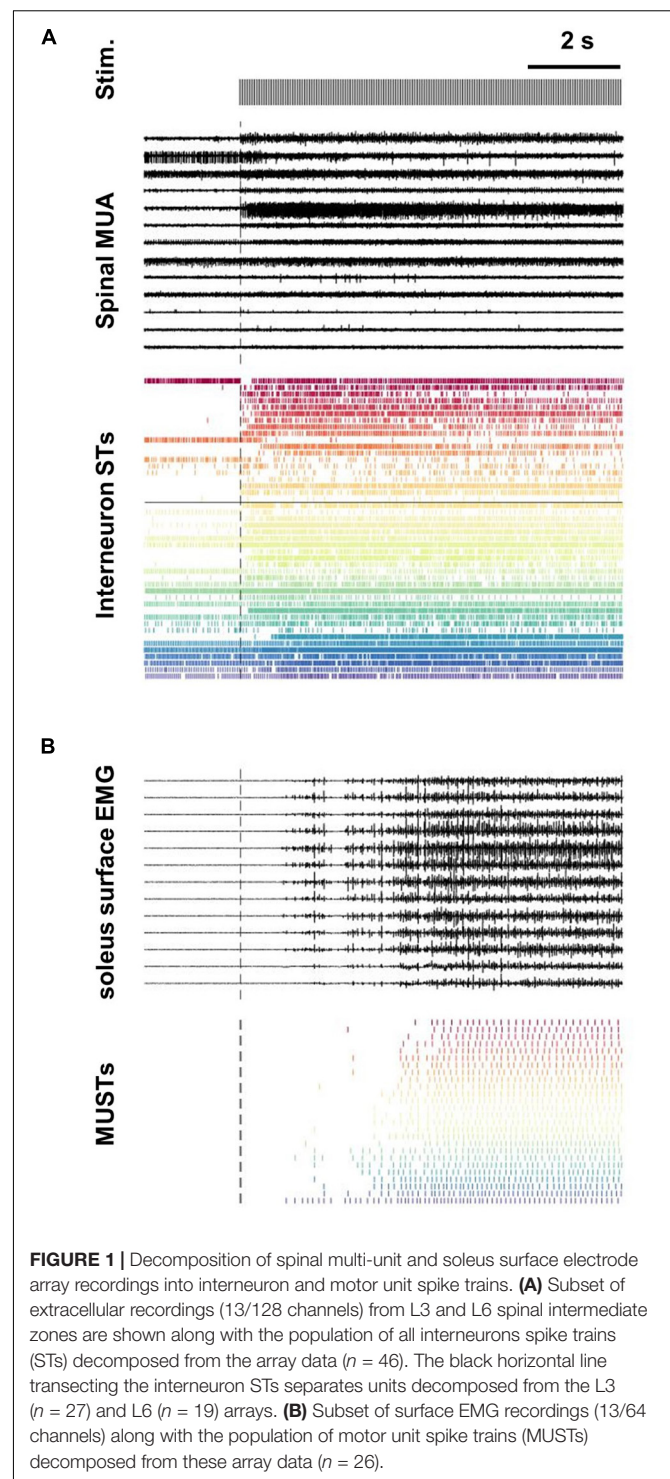 A
Stim.
2 s
Spinal MUA
Interneuron STs
B
soleus surface EMG
MUSTs
FIGURE 1 | Decomposition of spinal multi-unit and soleus surface electrode
array recordings into interneuron and motor unit spike trains. (A) Subset of
extracellular recordings (13/128 channels) from L3 and L6 spinal intermediate
zones are shown along with the population of all interneurons spike trains
(STs) decomposed from the array data (n = 46). The black horizontal line
transecting the interneuron STs separates units decomposed from the L3
(n = 27) and L6 (n = 19) arrays. (B) Subset of surface EMG recordings (13/64
channels) along with the population of motor unit spike trains (MUSTs)
decomposed from these array data (n = 26).